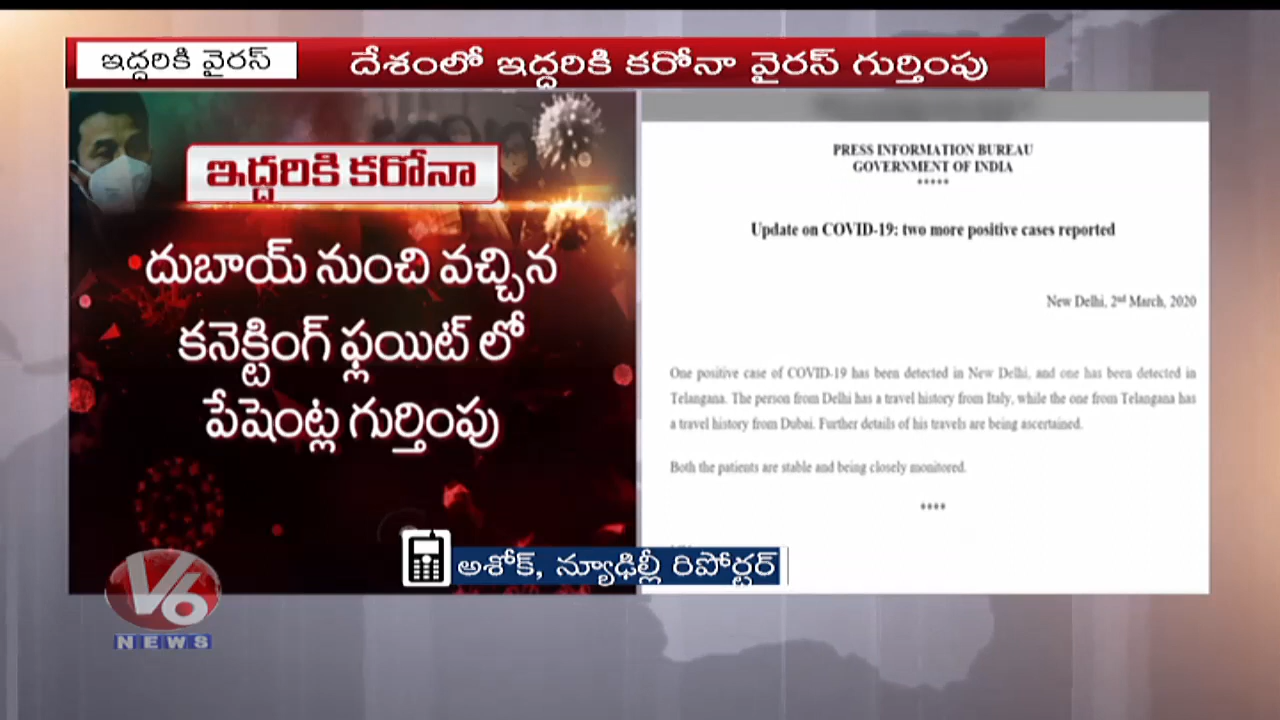 ఇద్దరికి వైరస్
దేశంలో ఇద్దరికి కరోనా వైరస్ గుర్తింపు
ఇద్దరికి కరోనా
దుబాయ్ నుంచి వచ్చిన
కనెక్టింగ్ ఫ్లయిట్ లో
పేషెంట్ల గుర్తింపు
PRESS INFORMATION BUREAU
GOVERNMENT OF INDIA
*****
Update on COVID-19: two more positive cases reported
New Delhi, 2nd March, 2020
One positive case of COVID-19 has been detected in New Delhi, and one has been detected in
Telangana. The person from Delhi has a travel history from Italy, while the one from Telangana has
a travel history from Dubai. Further details of his travels are being ascertained.
Both the patients are stable and being closely monitored.
****
అశోక్, న్యూఢిల్లీ రిపోర్టర్
V6
NEWS